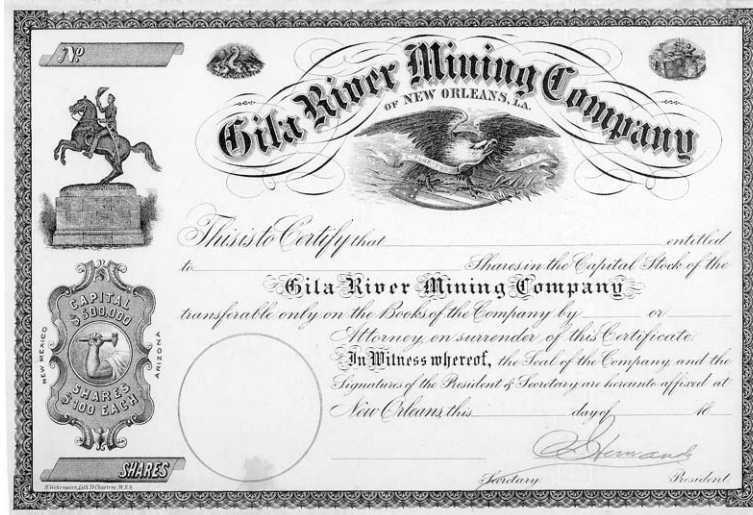 No.
Gila River Mining Company
OF NEW ORLEANS, LA.
This is to Certify that entitled
to Shares in the Capital Stock of the
Gila River Mining Company
transferable only on the Books of the Company by or
Attorney, on surrender of this Certificate.
In Witness whereof, the Seal of the Company and the
Signatures of the President & Secretary are hereunto affixed at
New Orleans, this day of 18
Secretary President
CAPITAL
$500,000
SHARES
$100 EACH
NEW MEXICO
ARIZONA
SHARES